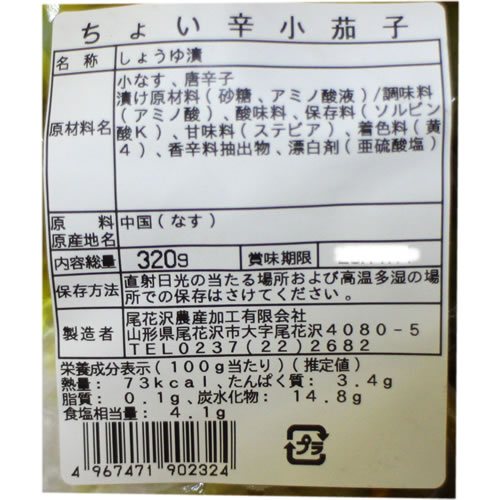 ちょい辛小茄子
名称 しょうゆ漬
原材料名 小なす、唐辛子
漬け原材料(砂糖、アミノ酸液)/調味料
(アミノ酸)、酸味料、保存料(ソルビン
酸K)、甘味料(ステビア)、着色料(黄
4)、香辛料抽出物、漂白剤(亜硫酸塩)
原料原産地名 中国(なす)
内容総量 320g 賞味期限
保存方法 直射日光の当たる場所および高温多湿の場
所での保存はさけてください。
製造者 尾花沢農産加工有限会社
山形県尾花沢市大字尾花沢4080-5
TEL0237(22)2682
栄養成分表示(100g当たり)(推定値)
熱量: 73kcal、たんぱく質: 3.4g
脂質: 0.1g、炭水化物: 14.8g
食塩相当量: 4.1g
4 967471 902324
プラ